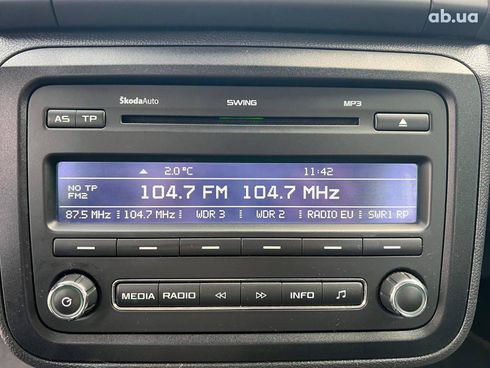 ab.ua
ŠkodaAuto SWING MP3
AS TP
2.0°C 11:42
NO TP
FM2
104.7 FM 104.7 MHz
87.5 MHz 104.7 MHz WDR 3 WDR 2 RADIO EU SWR1 RP
MEDIA RADIO INFO